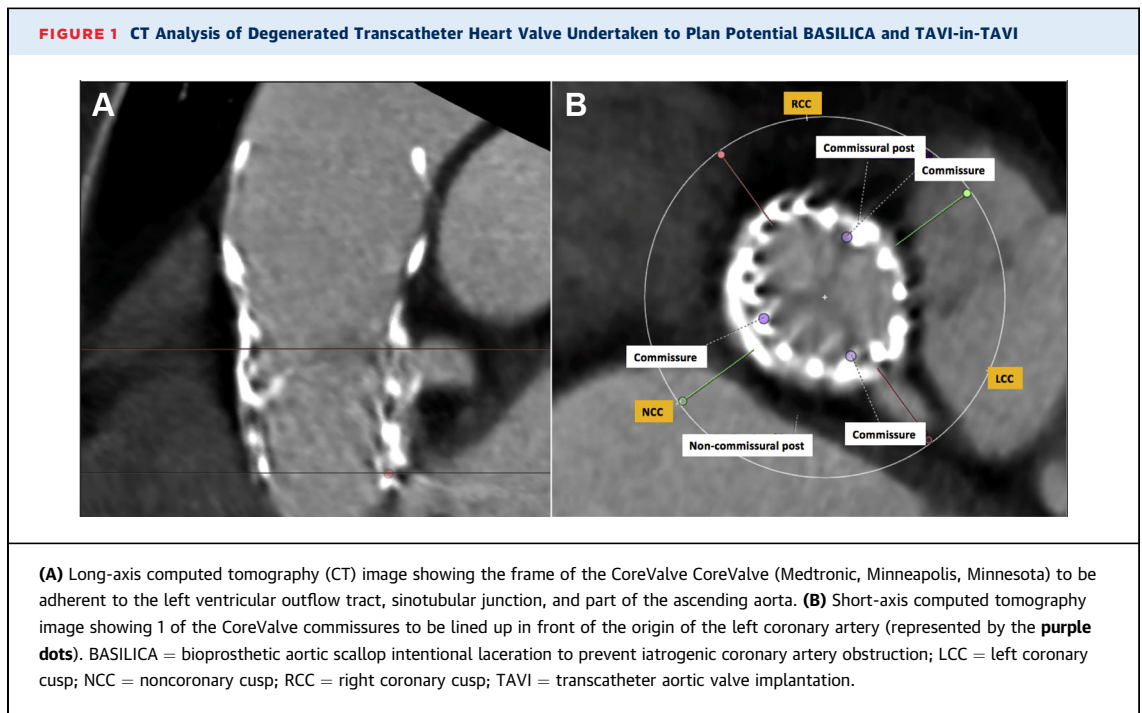 FIGURE 1 CT Analysis of Degenerated Transcatheter Heart Valve Undertaken to Plan Potential BASILICA and TAVI-in-TAVI
A
B
RCC
Commissural post
Commissure
Commissure
LCC
NCC
Commissure
Non-commissural post
(A) Long-axis computed tomography (CT) image showing the frame of the CoreValve CoreValve (Medtronic, Minneapolis, Minnesota) to be
adherent to the left ventricular outflow tract, sinotubular junction, and part of the ascending aorta. (B) Short-axis computed tomography
image showing 1 of the CoreValve commissures to be lined up in front of the origin of the left coronary artery (represented by the purple
dots). BASILICA = bioprosthetic aortic scallop intentional laceration to prevent iatrogenic coronary artery obstruction; LCC = left coronary
cusp; NCC = noncoronary cusp; RCC = right coronary cusp; TAVI = transcatheter aortic valve implantation.